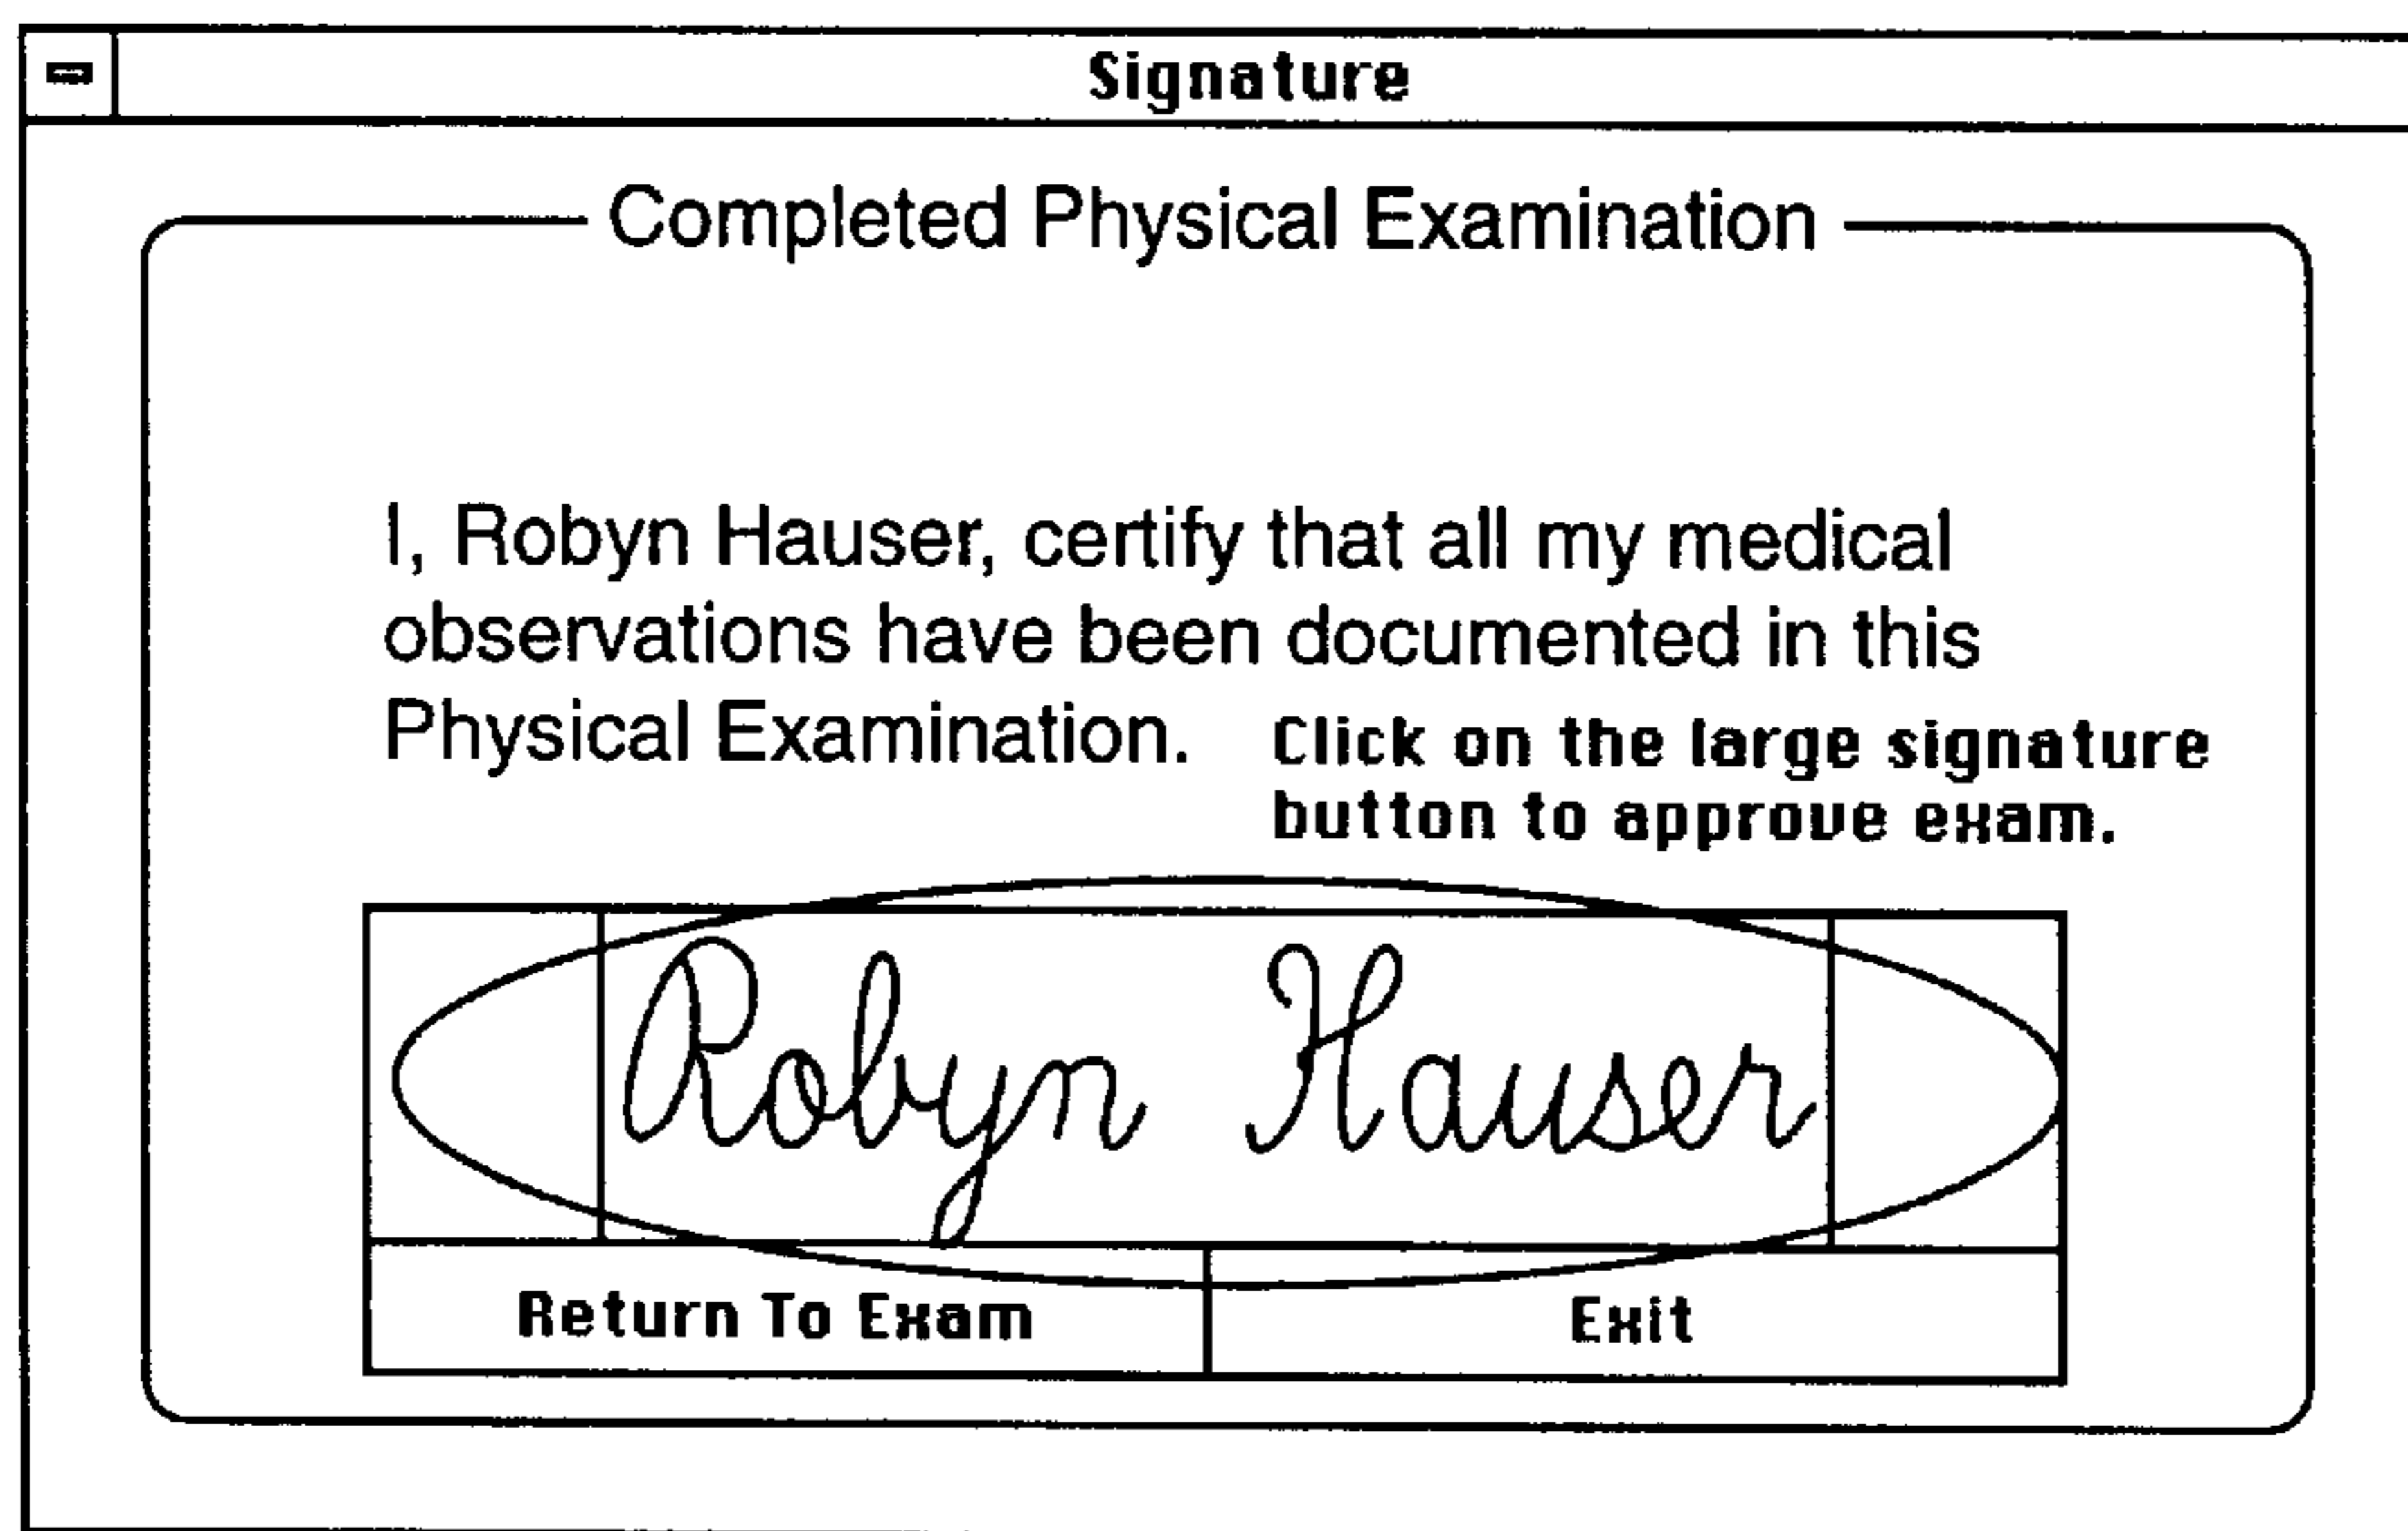 Signature
Completed Physical Examination
I, Robyn Hauser, certify that all my medical
observations have been documented in this
Physical Examination.
Click on the large signature
button to approve exam.
Robyn Hauser
Return To Exam
Exit